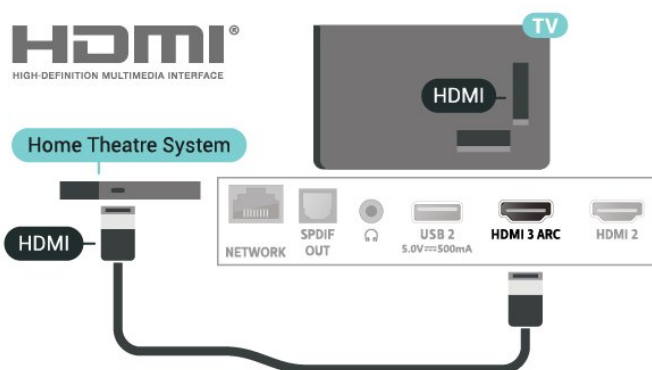 HDMI®
HIGH-DEFINITION MULTIMEDIA INTERFACE
TV
HDMI
Home Theatre System
HDMI
NETWORK
SPDIF
OUT
USB 2
5.0V⎓500mA
HDMI 3 ARC
HDMI 2